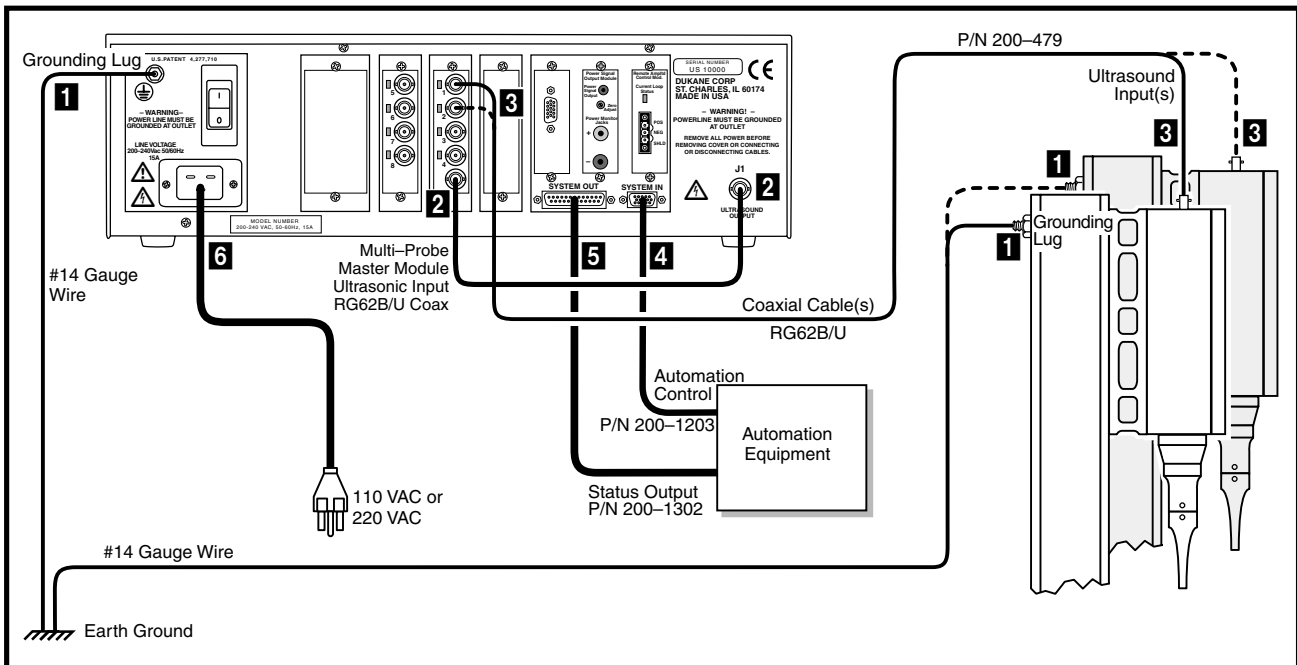 Grounding Lug
1
U.S.PATENT 4,277,710
– WARNING–
POWER LINE MUST BE
GROUNDED AT OUTLET
LINE VOLTAGE
200–240Vac 50/60Hz
15A
1
0
MODEL NUMBER
200-240 VAC, 50-60Hz, 15A
5
6
7
8
1
2
3
4
2
3
Power Signal
Output Module
Power
Signal
Output
Zero
Adjust
Power Monitor
Jacks
+
–
Remote Amplitd.
Control Mod.
Current Loop
Status
POS
NEG
SHLD
SYSTEM OUT
SYSTEM IN
SERIAL NUMBER
US 10000
CE
DUKANE CORP
ST. CHARLES, IL 60174
MADE IN USA
– WARNING! –
POWERLINE MUST BE GROUNDED
AT OUTLET
REMOVE ALL POWER BEFORE
REMOVING COVER OR CONNECTING
OR DISCONNECTING CABLES.
J1
2
ULTRASOUND
OUTPUT
P/N 200–479
Ultrasound
Input(s)
3
3
1
1
Grounding
Lug
6
5
4
#14 Gauge
Wire
Multi–Probe
Master Module
Ultrasonic Input
RG62B/U Coax
Coaxial Cable(s)
RG62B/U
Automation
Control
P/N 200–1203
Automation
Equipment
Status Output
P/N 200–1302
110 VAC or
220 VAC
#14 Gauge Wire
Earth Ground